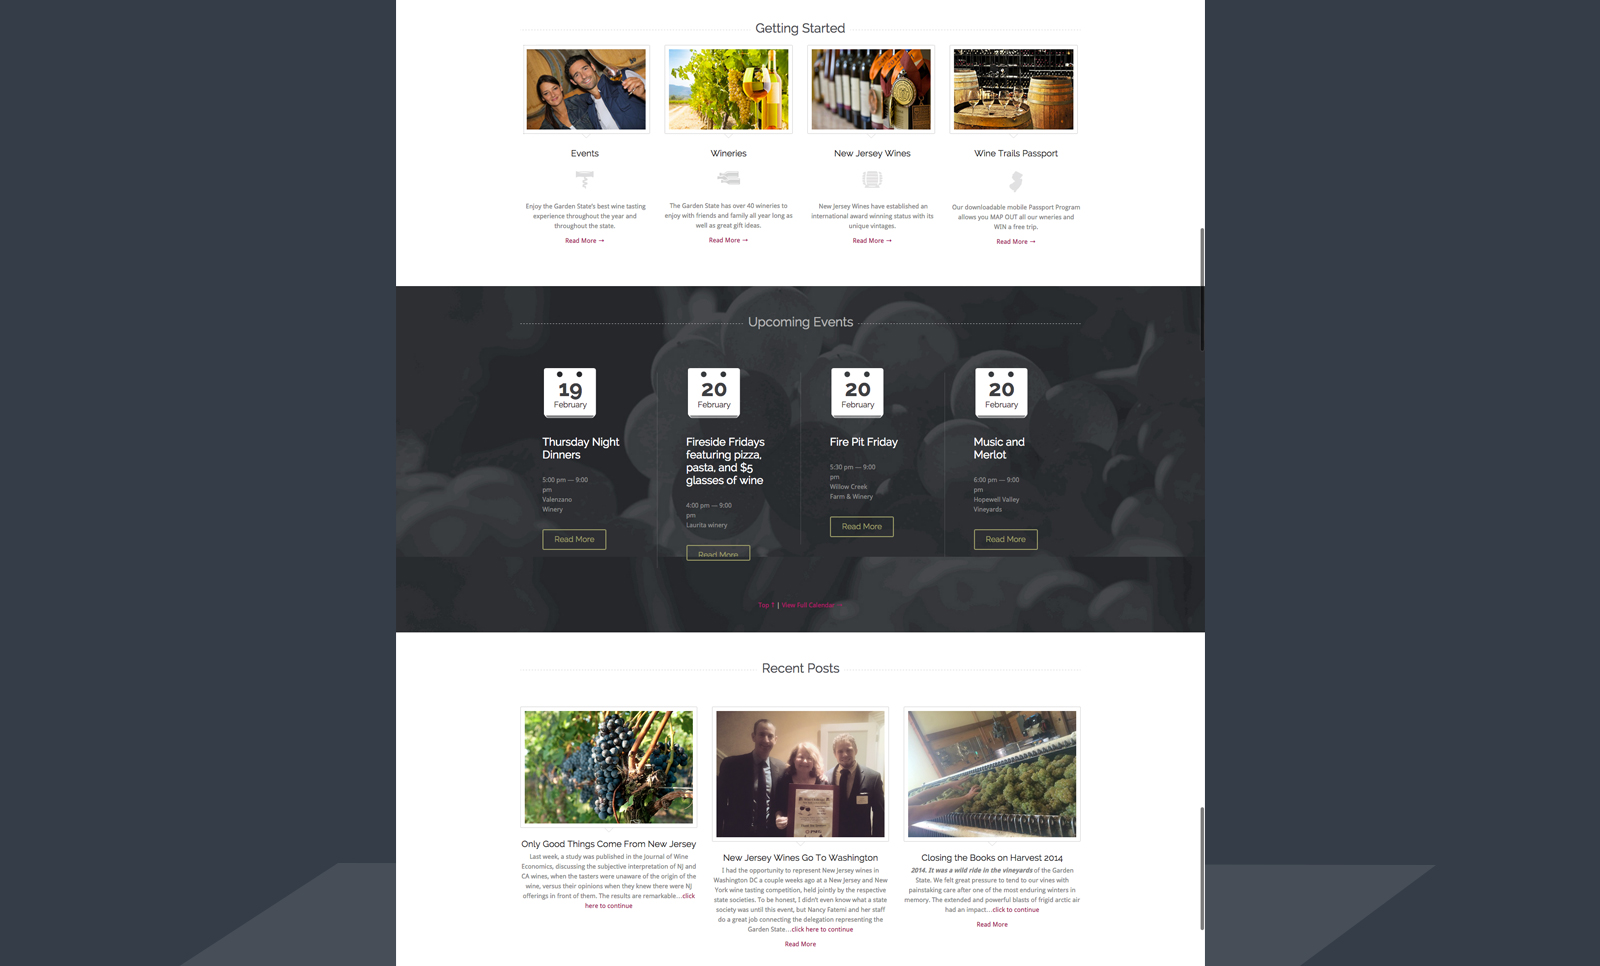 Getting Started
Events
Enjoy the Garden State's best wine tasting
experience throughout the year and
throughout the state.
Read More →
Wineries
The Garden State has over 40 wineries to
enjoy with friends and family all year long as
well as great gift ideas.
Read More →
New Jersey Wines
New Jersey Wines have established an
international award winning status with its
unique vintages.
Read More →
Wine Trails Passport
Our downloadable mobile Passport Program
allows you MAP OUT all our wneries and
WIN a free trip.
Read More →
Upcoming Events
19
February
Thursday Night
Dinners
5:00 pm — 9:00
pm
Valenzano
Winery
Read More
20
February
Fireside Fridays
featuring pizza,
pasta, and $5
glasses of wine
4:00 pm — 9:00
pm
Laurita winery
Read More
20
February
Fire Pit Friday
5:30 pm — 9:00
pm
Willow Creek
Farm & Winery
Read More
20
February
Music and
Merlot
6:00 pm — 9:00
pm
Hopewell Valley
Vineyards
Read More
Top ↑ | View Full Calendar →
Recent Posts
Only Good Things Come From New Jersey
Last week, a study was published in the Journal of Wine
Economics, discussing the subjective interpretation of NJ and
CA wines, when the tasters were unaware of the origin of the
wine, versus their opinions when they knew there were NJ
offerings in front of them. The results are remarkable...click
here to continue
New Jersey Wines Go To Washington
I had the opportunity to represent New Jersey wines in
Washington DC a couple weeks ago at a New Jersey and New
York wine tasting competition, held jointly by the respective
state societies. To be honest, I didn't even know what a state
society was until this event, but Nancy Fatemi and her staff
do a great job connecting the delegation representing the
Garden State...click here to continue
Read More
Closing the Books on Harvest 2014
2014. It was a wild ride in the vineyards of the Garden
State. We felt great pressure to tend to our vines with
painstaking care after one of the most enduring winters in
memory. The extended and powerful blasts of frigid arctic air
had an impact...click to continue
Read More